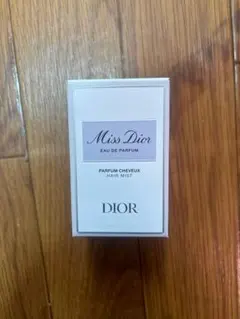 Miss Dior
EAU DE PARFUM
PARFUM CHEVEUX
HAIR MIST
DIOR